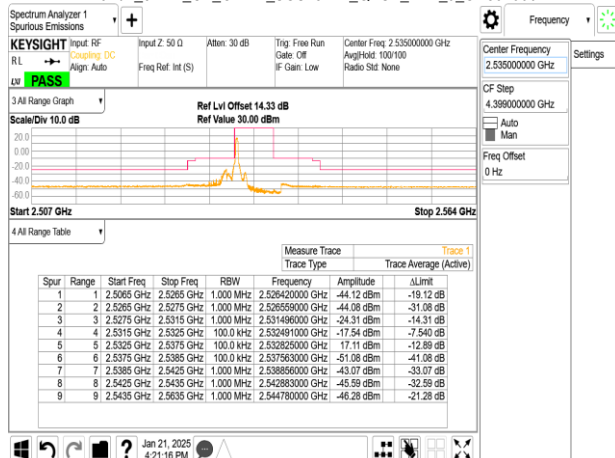 Spectrum Analyzer 1
Spurious Emissions
Frequency
KEYSIGHT Input: RF Input Z: 50 Ω Atten: 30 dB Trig: Free Run Center Freq: 2.535000000 GHz
RL Coupling: DC Gate: Off Avg|Hold: 100/100
Align: Auto Freq Ref: Int (S) IF Gain: Low Radio Std: None
LXI PASS
Center Frequency
2.535000000 GHz
Settings
CF Step
4.399000000 GHz
Auto
Man
Freq Offset
0 Hz
3 All Range Graph
Ref Lvl Offset 14.33 dB
Scale/Div 10.0 dB Ref Value 30.00 dBm
20.0
0.00
-20.0
-40.0
-60.0
Start 2.507 GHz Stop 2.564 GHz
4 All Range Table
Measure Trace Trace 1
Trace Type Trace Average (Active)
Spur Range Start Freq Stop Freq RBW Frequency Amplitude ΔLimit
1 1 2.5065 GHz 2.5265 GHz 1.000 MHz 2.526420000 GHz -44.12 dBm -19.12 dB
2 2 2.5265 GHz 2.5275 GHz 1.000 MHz 2.526559000 GHz -44.08 dBm -31.08 dB
3 3 2.5275 GHz 2.5315 GHz 1.000 MHz 2.531496000 GHz -24.31 dBm -14.31 dB
4 4 2.5315 GHz 2.5325 GHz 100.0 kHz 2.532491000 GHz -17.54 dBm -7.540 dB
5 5 2.5325 GHz 2.5375 GHz 100.0 kHz 2.532825000 GHz 17.11 dBm -12.89 dB
6 6 2.5375 GHz 2.5385 GHz 100.0 kHz 2.537563000 GHz -51.08 dBm -41.08 dB
7 7 2.5385 GHz 2.5425 GHz 1.000 MHz 2.538856000 GHz -43.07 dBm -33.07 dB
8 8 2.5425 GHz 2.5435 GHz 1.000 MHz 2.542883000 GHz -45.59 dBm -32.59 dB
9 9 2.5435 GHz 2.5635 GHz 1.000 MHz 2.544780000 GHz -46.28 dBm -21.28 dB
Jan 21, 2025
4:21:16 PM